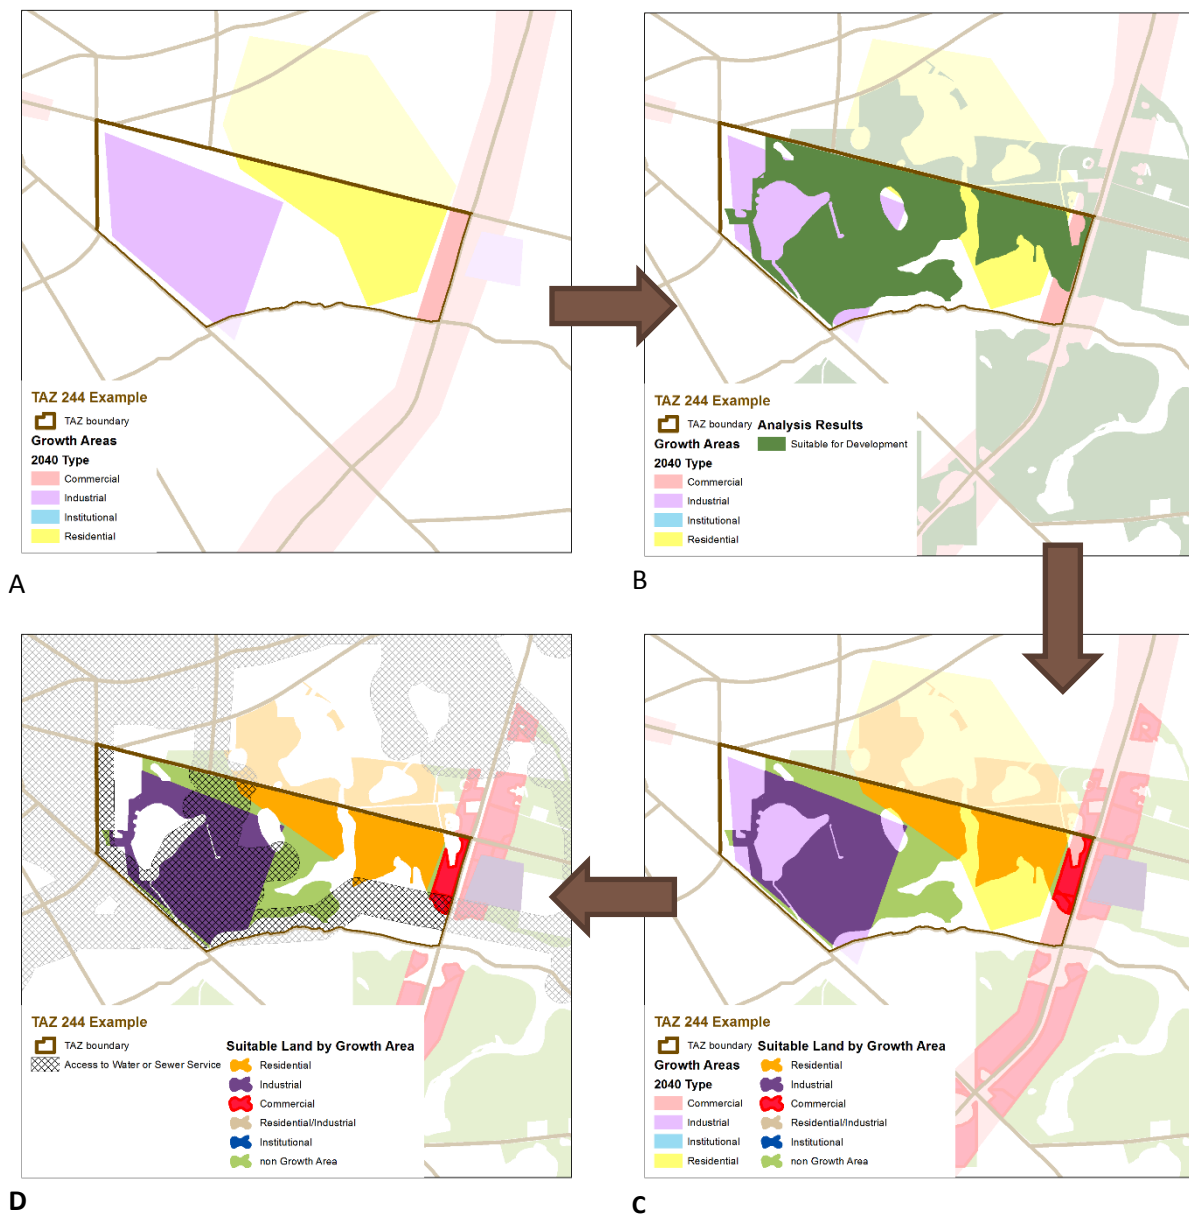 TAZ 244 Example
TAZ boundary
Growth Areas
2040 Type
Commercial
Industrial
Institutional
Residential
A
TAZ 244 Example
TAZ boundary Analysis Results
Growth Areas Suitable for Development
2040 Type
Commercial
Industrial
Institutional
Residential
B
TAZ 244 Example
TAZ boundary Suitable Land by Growth Area
Access to Water or Sewer Service Residential
Industrial
Commercial
Residential/Industrial
Institutional
non Growth Area
D
TAZ 244 Example
TAZ boundary Suitable Land by Growth Area
Growth Areas Residential
2040 Type Industrial
Commercial Commercial
Industrial Residential/Industrial
Institutional Institutional
Residential non Growth Area
C